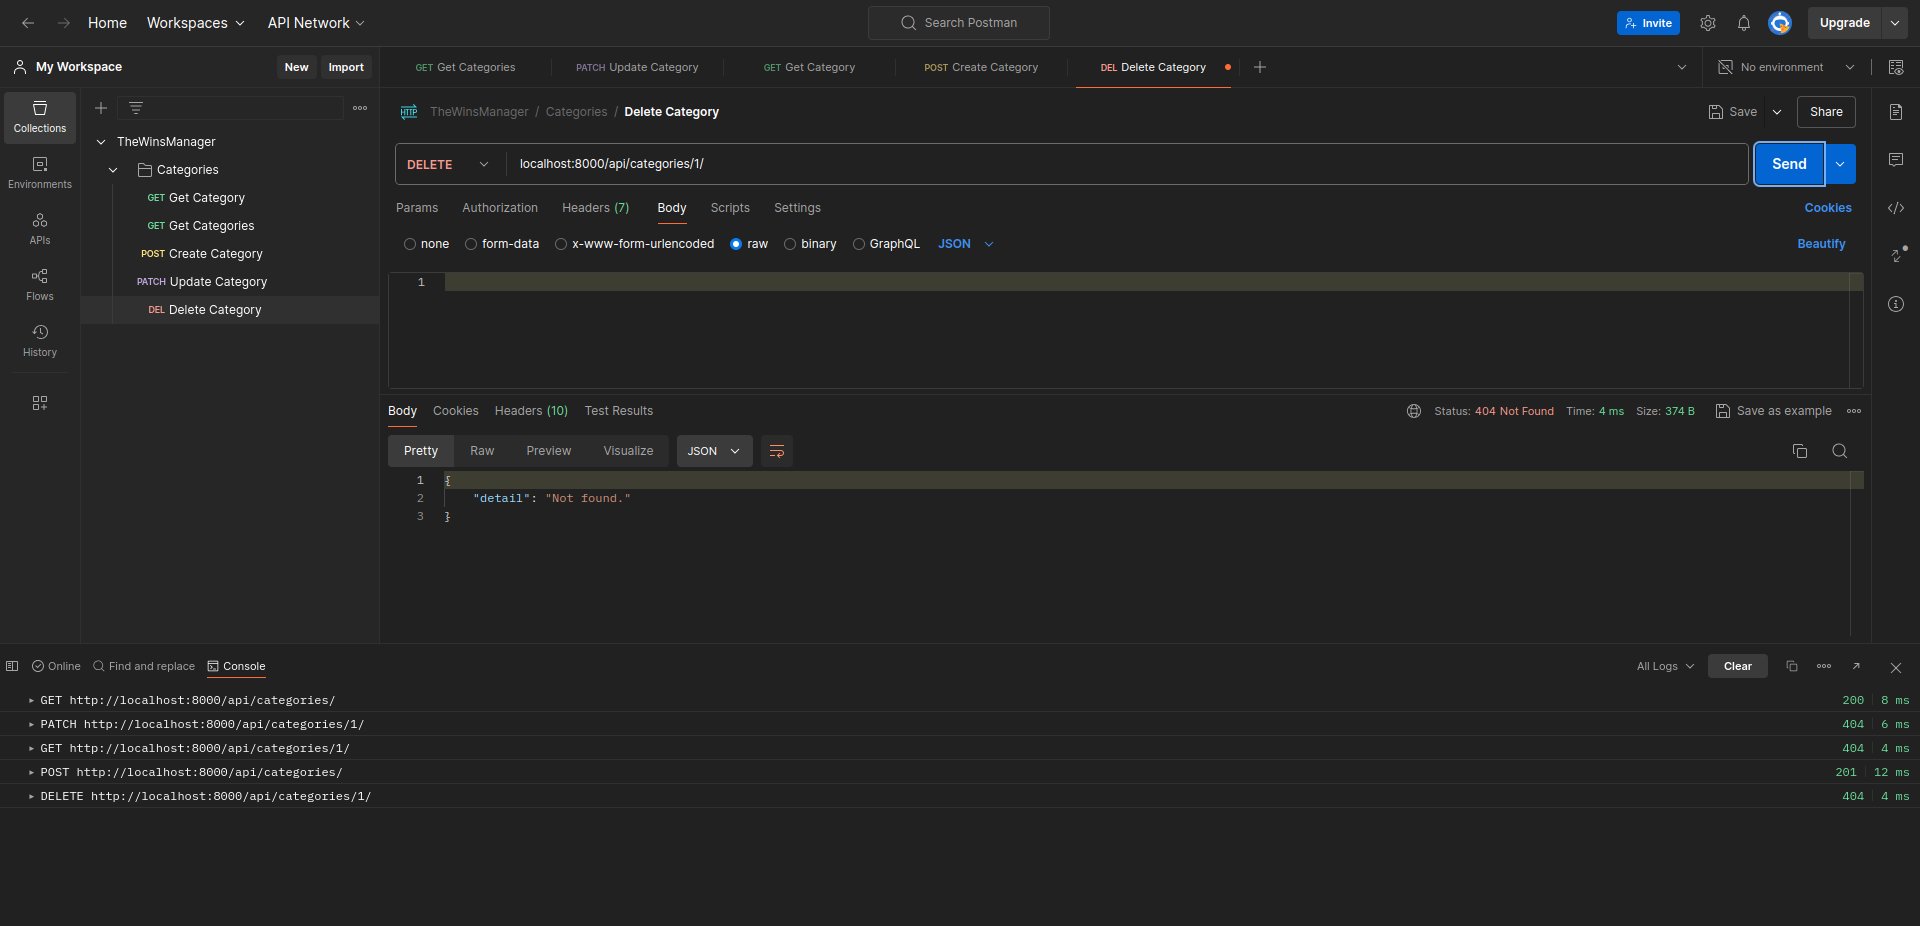 Home Workspaces API Network Search Postman Invite Upgrade
My Workspace New Import GET Get Categories PATCH Update Category GET Get Category POST Create Category DEL Delete Category No environment
Collections
Environments
APIs
Flows
History
TheWinsManager
Categories
GET Get Category
GET Get Categories
POST Create Category
PATCH Update Category
DEL Delete Category
HTTP TheWinsManager / Categories / Delete Category Save Share
DELETE localhost:8000/api/categories/1/ Send
Params Authorization Headers (7) Body Scripts Settings Cookies
none form-data x-www-form-urlencoded raw binary GraphQL JSON Beautify
1
Body Cookies Headers (10) Test Results Status: 404 Not Found Time: 4 ms Size: 374 B Save as example
Pretty Raw Preview Visualize JSON
1 {
2 "detail": "Not found."
3 }
Online Find and replace Console All Logs Clear
GET http://localhost:8000/api/categories/ 200 8 ms
PATCH http://localhost:8000/api/categories/1/ 404 6 ms
GET http://localhost:8000/api/categories/1/ 404 4 ms
POST http://localhost:8000/api/categories/ 201 12 ms
DELETE http://localhost:8000/api/categories/1/ 404 4 ms